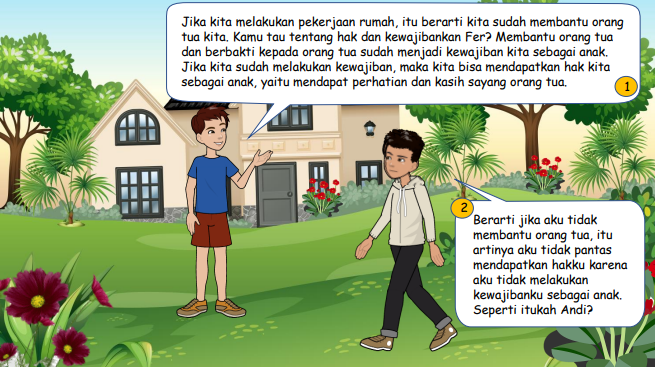 Jika kita melakukan pekerjaan rumah, itu berarti kita sudah membantu orang
tua kita. Kamu tau tentang hak dan kewajibankan Fer? Membantu orang tua
dan berbakti kepada orang tua sudah menjadi kewajiban kita sebagai anak.
Jika kita sudah melakukan kewajiban, maka kita bisa mendapatkan hak kita
sebagai anak, yaitu mendapat perhatian dan kasih sayang orang tua.
1
2
Berarti jika aku tidak
membantu orang tua, itu
artinya aku tidak pantas
mendapatkan hakku karena
aku tidak melakukan
kewajibanku sebagai anak.
Seperti itukah Andi?